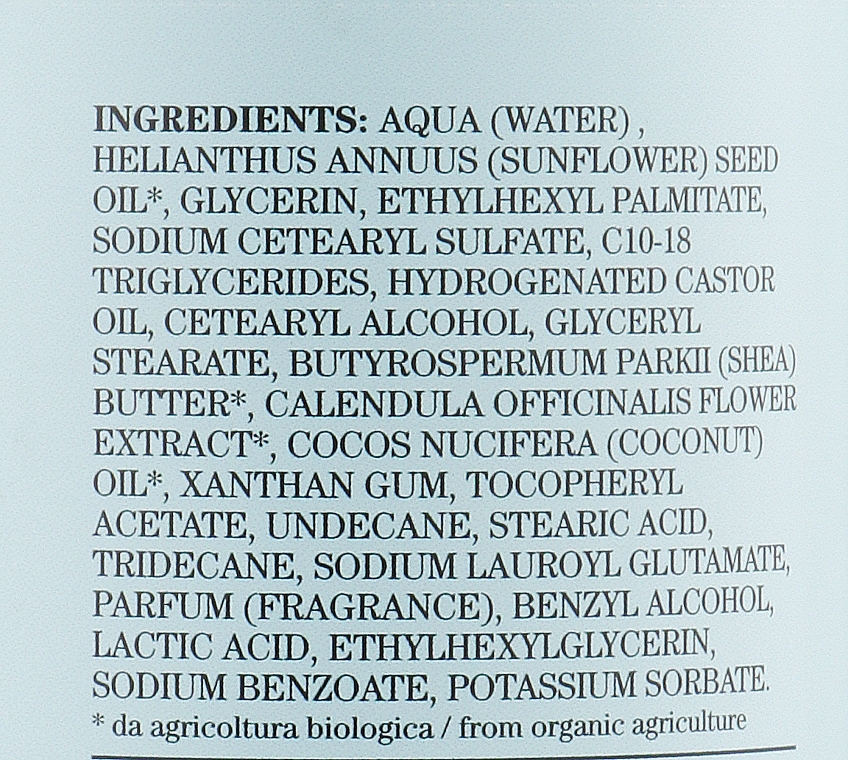 INGREDIENTS: AQUA (WATER) ,
HELIANTHUS ANNUUS (SUNFLOWER) SEED
OIL*, GLYCERIN, ETHYLHEXYL PALMITATE,
SODIUM CETEARYL SULFATE, C10-18
TRIGLYCERIDES, HYDROGENATED CASTOR
OIL, CETEARYL ALCOHOL, GLYCERYL
STEARATE, BUTYROSPERMUM PARKII (SHEA)
BUTTER*, CALENDULA OFFICINALIS FLOWER
EXTRACT*, COCOS NUCIFERA (COCONUT)
OIL*, XANTHAN GUM, TOCOPHERYL
ACETATE, UNDECANE, STEARIC ACID,
TRIDECANE, SODIUM LAUROYL GLUTAMATE,
PARFUM (FRAGRANCE), BENZYL ALCOHOL,
LACTIC ACID, ETHYLHEXYLGLYCERIN,
SODIUM BENZOATE, POTASSIUM SORBATE.
* da agricoltura biologica / from organic agriculture